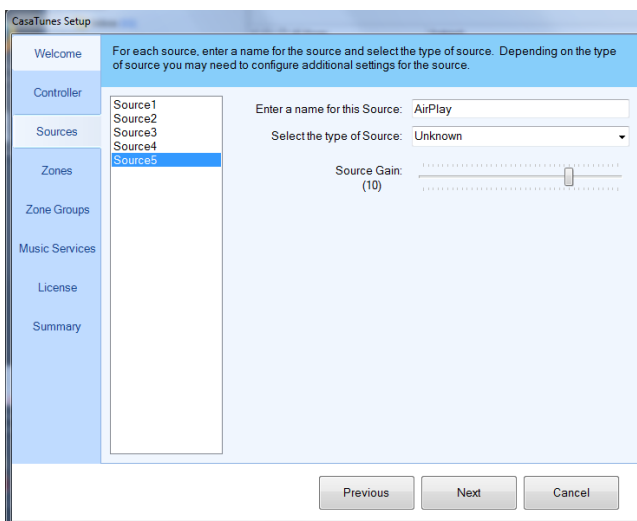 CasaTunes Setup
Welcome
For each source, enter a name for the source and select the type of source. Depending on the type
of source you may need to configure additional settings for the source.
Controller
Sources
Zones
Zone Groups
Music Services
License
Summary
Source1
Source2
Source3
Source4
Source5
Enter a name for this Source: AirPlay
Select the type of Source: Unknown
Source Gain:
(10)
Previous Next Cancel